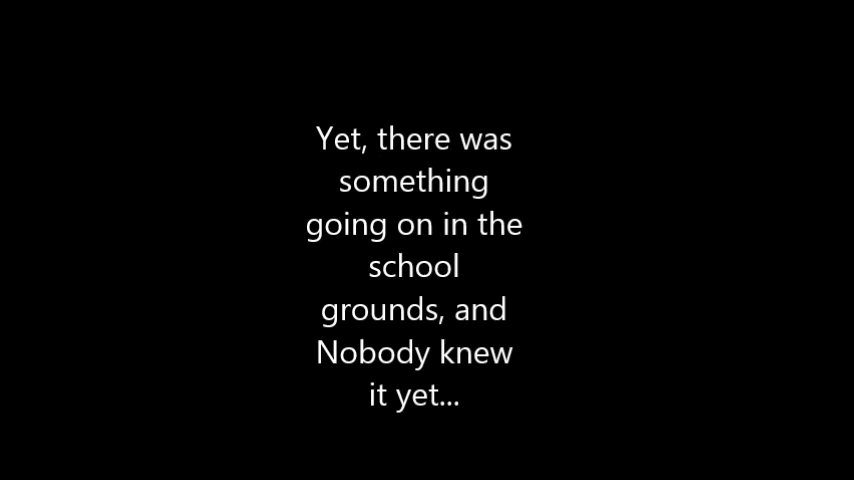 Yet, there was
something
going on in the
school
grounds, and
Nobody knew
it yet...